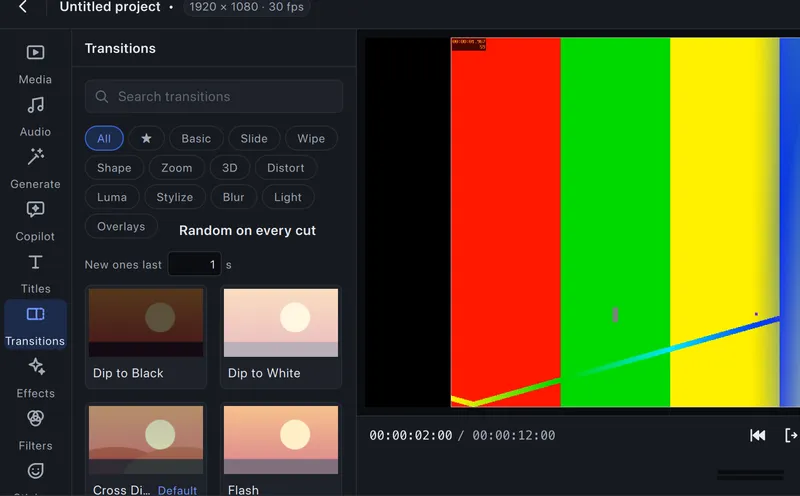 Untitled project • 1920 × 1080 · 30 fps
Media
Audio
Generate
Copilot
Titles
Transitions
Effects
Filters
Transitions
Search transitions
All ★ Basic Slide Wipe
Shape Zoom 3D Distort
Luma Stylize Blur Light
Overlays Random on every cut
New ones last 1 s
Dip to Black
Dip to White
Cross Di... Default
Flash
00:00:02:00 / 00:00:12:00